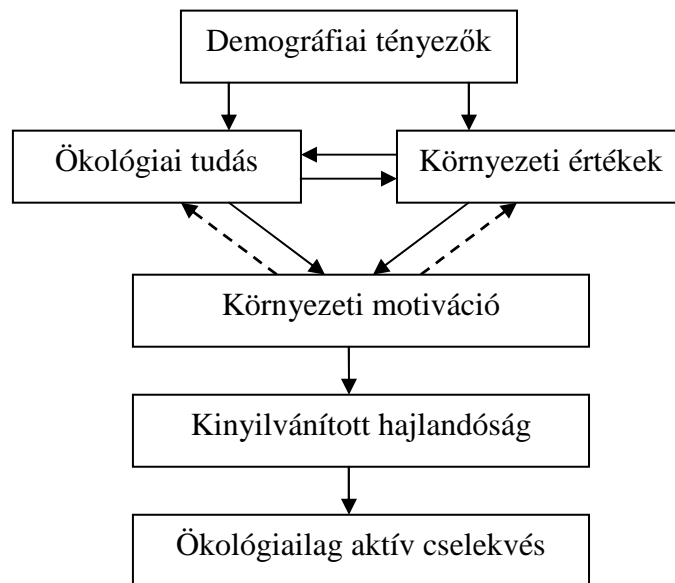 Demográfiai tényezők
Ökológiai tudás
Környezeti értékek
Környezeti motiváció
Kinyilvánított hajlandóság
Ökológiailag aktív cselekvés